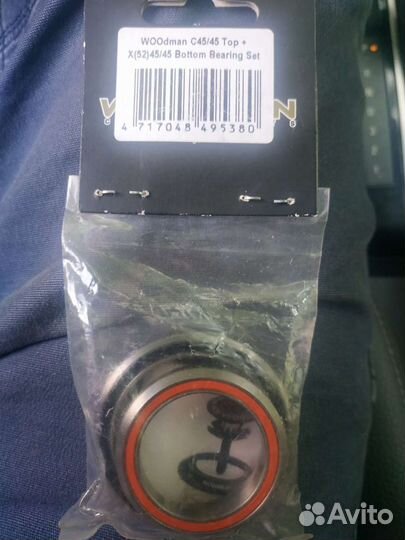 WOOdman C45/45 Top +
X(52)45/45 Bottom Bearing Set
4 717048 495380
Avito